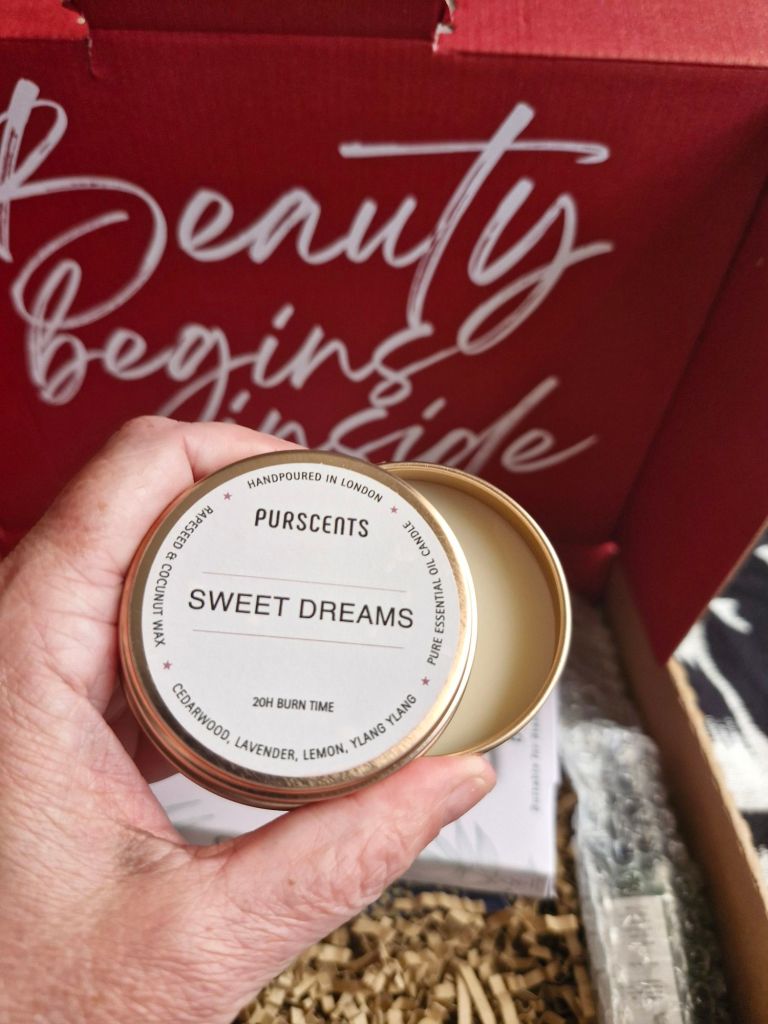 Beauty
begins
inside
HANDPOURED IN LONDON
PURE ESSENTIAL OIL CANDLE
RAPESEED & COCUNUT WAX
PURSCENTS
SWEET DREAMS
20H BURN TIME
CEDARWOOD, LAVENDER, LEMON, YLANG YLANG